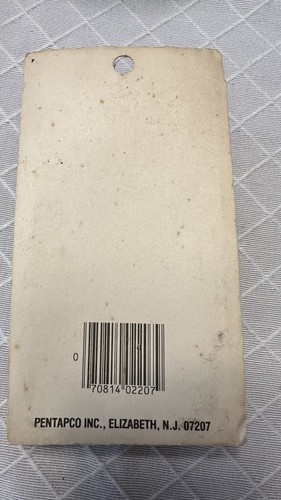 0
70814 02207
PENTAPCO INC., ELIZABETH, N.J. 07207